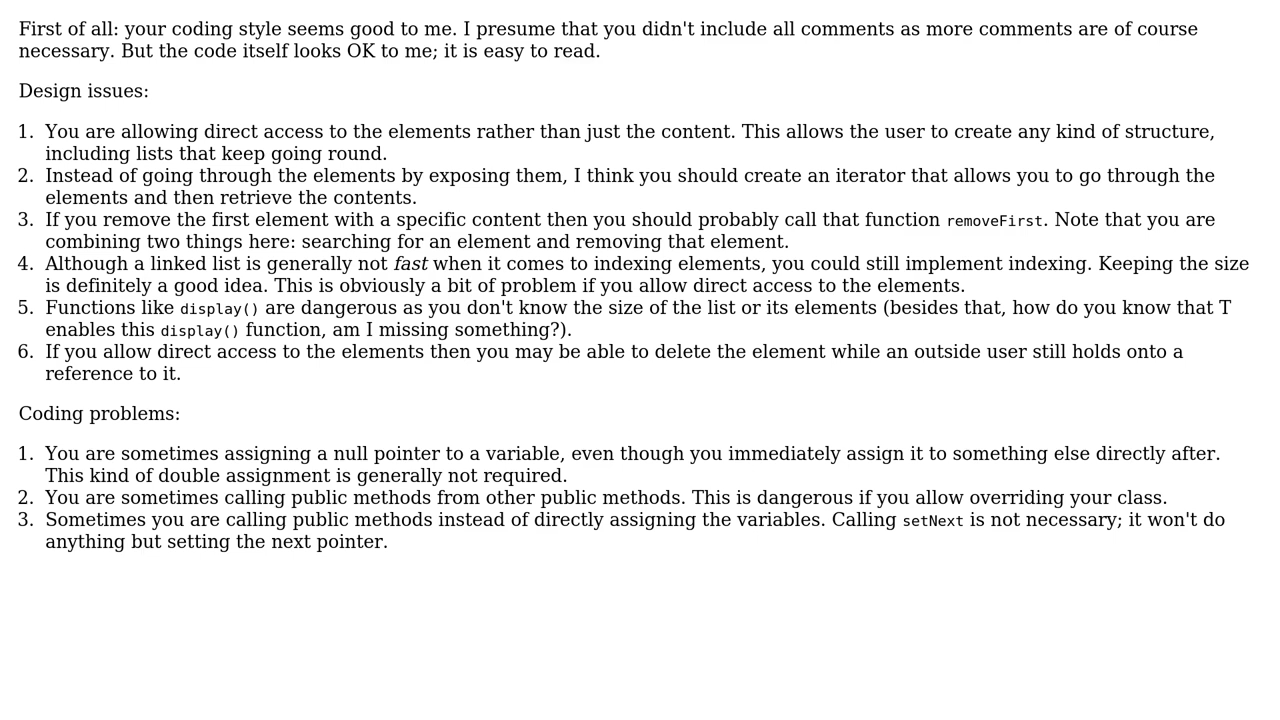 First of all: your coding style seems good to me. I presume that you didn't include all comments as more comments are of course
necessary. But the code itself looks OK to me; it is easy to read.
Design issues:
1. You are allowing direct access to the elements rather than just the content. This allows the user to create any kind of structure,
including lists that keep going round.
2. Instead of going through the elements by exposing them, I think you should create an iterator that allows you to go through the
elements and then retrieve the contents.
3. If you remove the first element with a specific content then you should probably call that function removeFirst. Note that you are
combining two things here: searching for an element and removing that element.
4. Although a linked list is generally not fast when it comes to indexing elements, you could still implement indexing. Keeping the size
is definitely a good idea. This is obviously a bit of problem if you allow direct access to the elements.
5. Functions like display() are dangerous as you don't know the size of the list or its elements (besides that, how do you know that T
enables this display() function, am I missing something?).
6. If you allow direct access to the elements then you may be able to delete the element while an outside user still holds onto a
reference to it.
Coding problems:
1. You are sometimes assigning a null pointer to a variable, even though you immediately assign it to something else directly after.
This kind of double assignment is generally not required.
2. You are sometimes calling public methods from other public methods. This is dangerous if you allow overriding your class.
3. Sometimes you are calling public methods instead of directly assigning the variables. Calling setNext is not necessary; it won't do
anything but setting the next pointer.